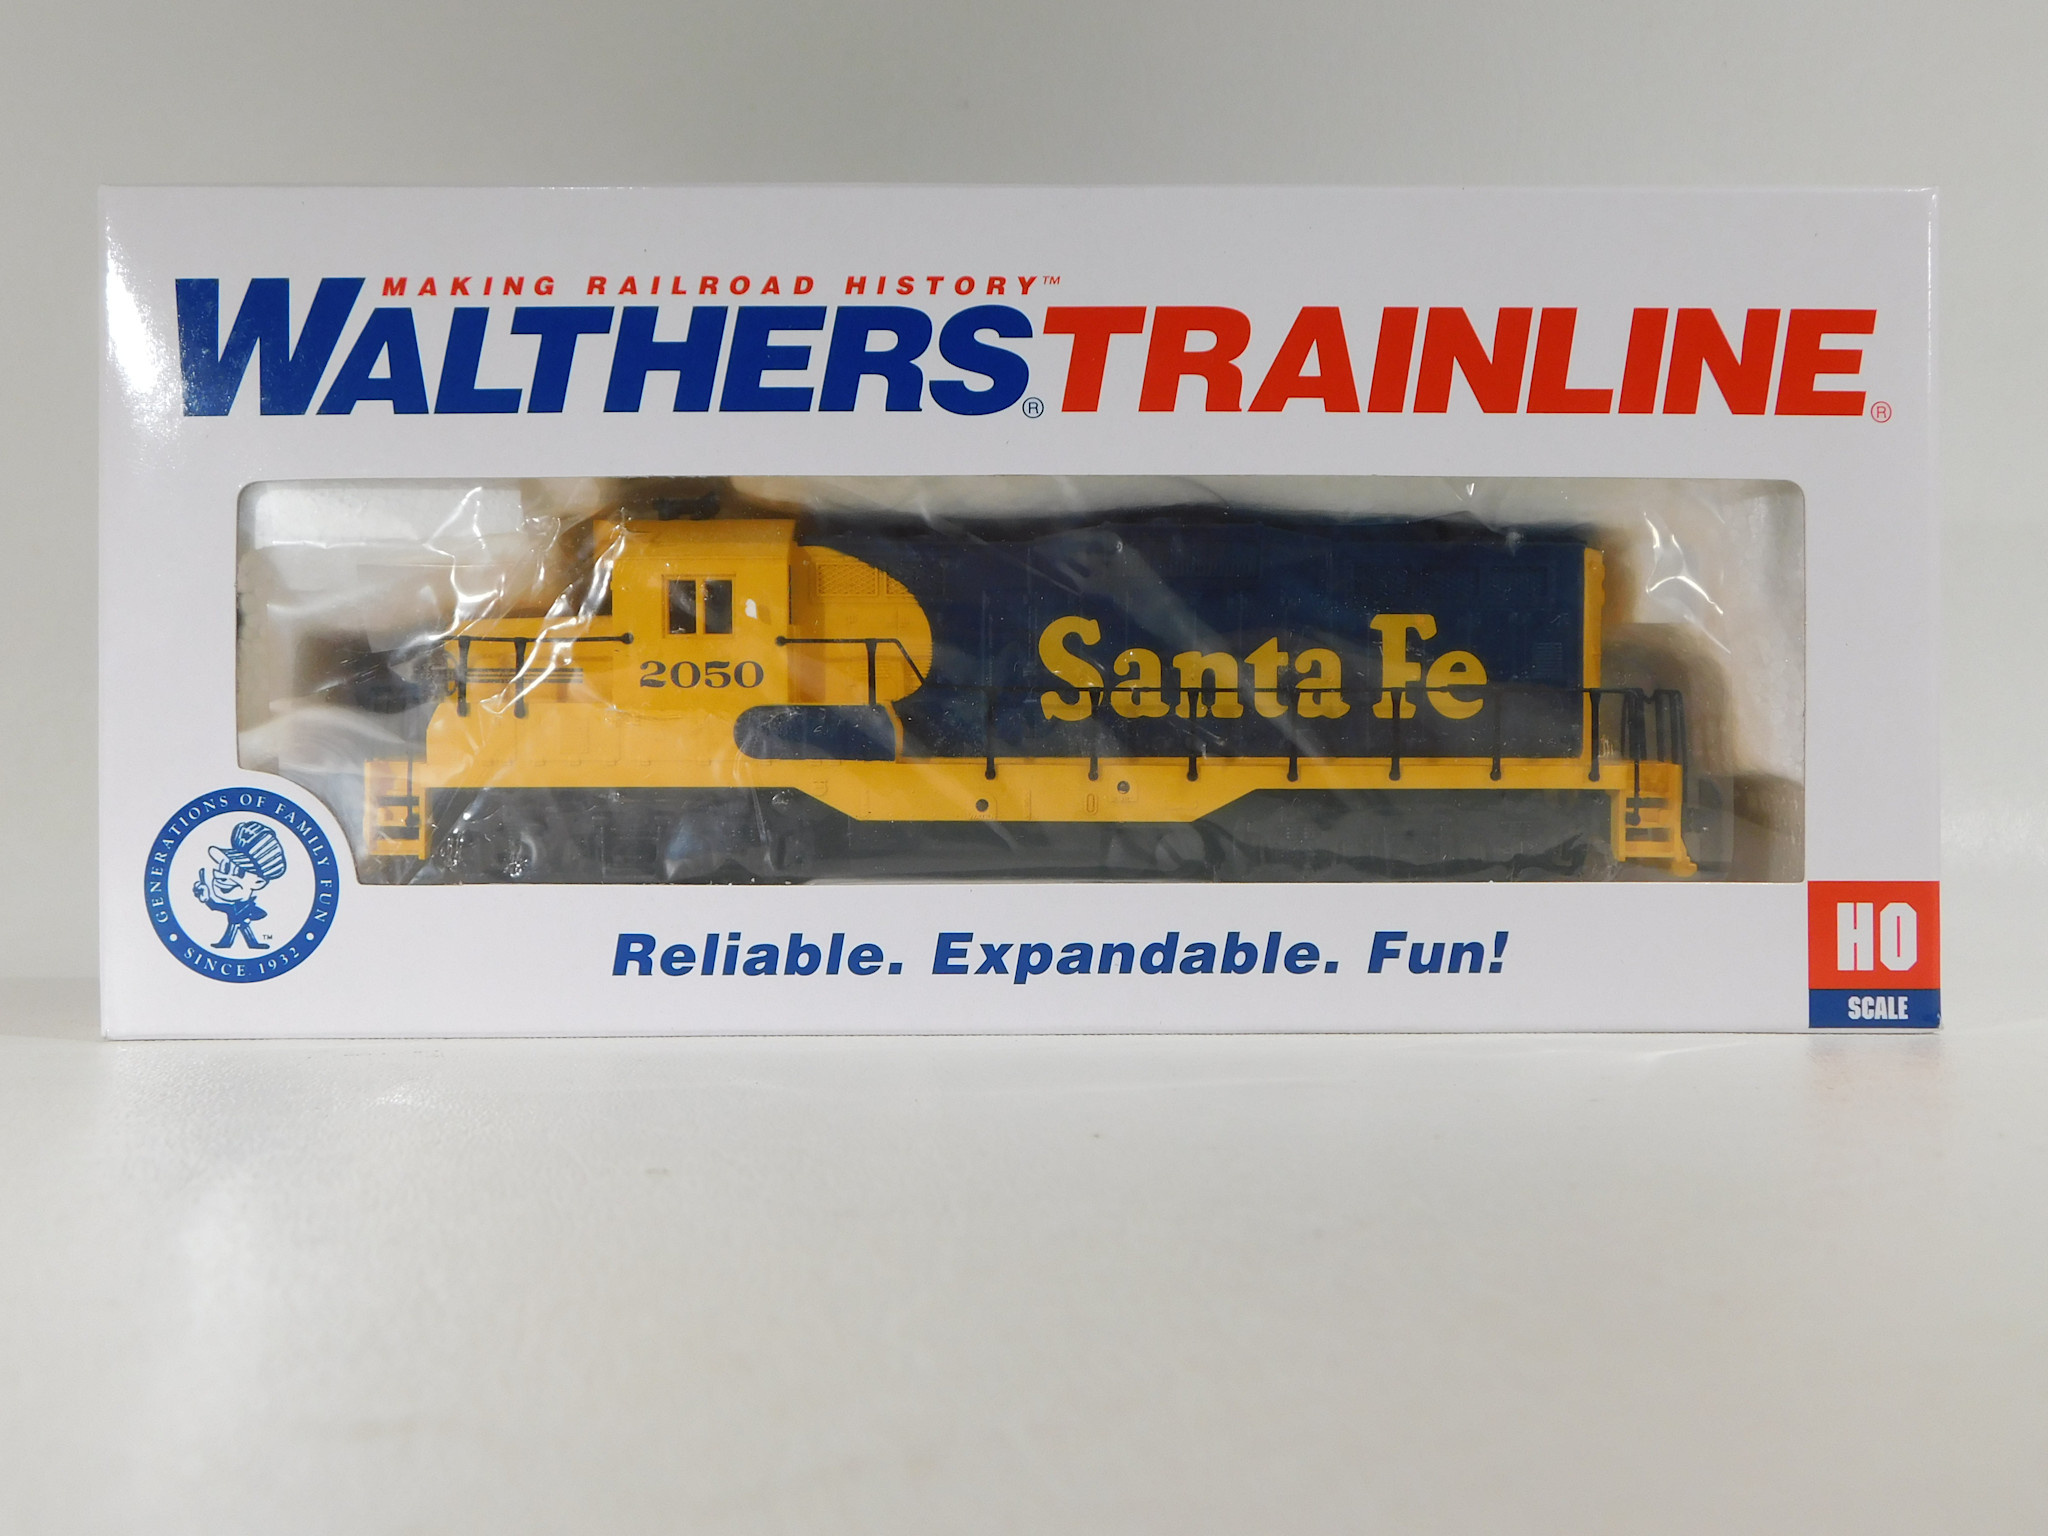 MAKING RAILROAD HISTORY™
WALTHERS®TRAINLINE®
2050
Santa Fe
GENERATIONS OF FAMILY FUN
• SINCE 1932 •
™
Reliable. Expandable. Fun!
HO
SCALE